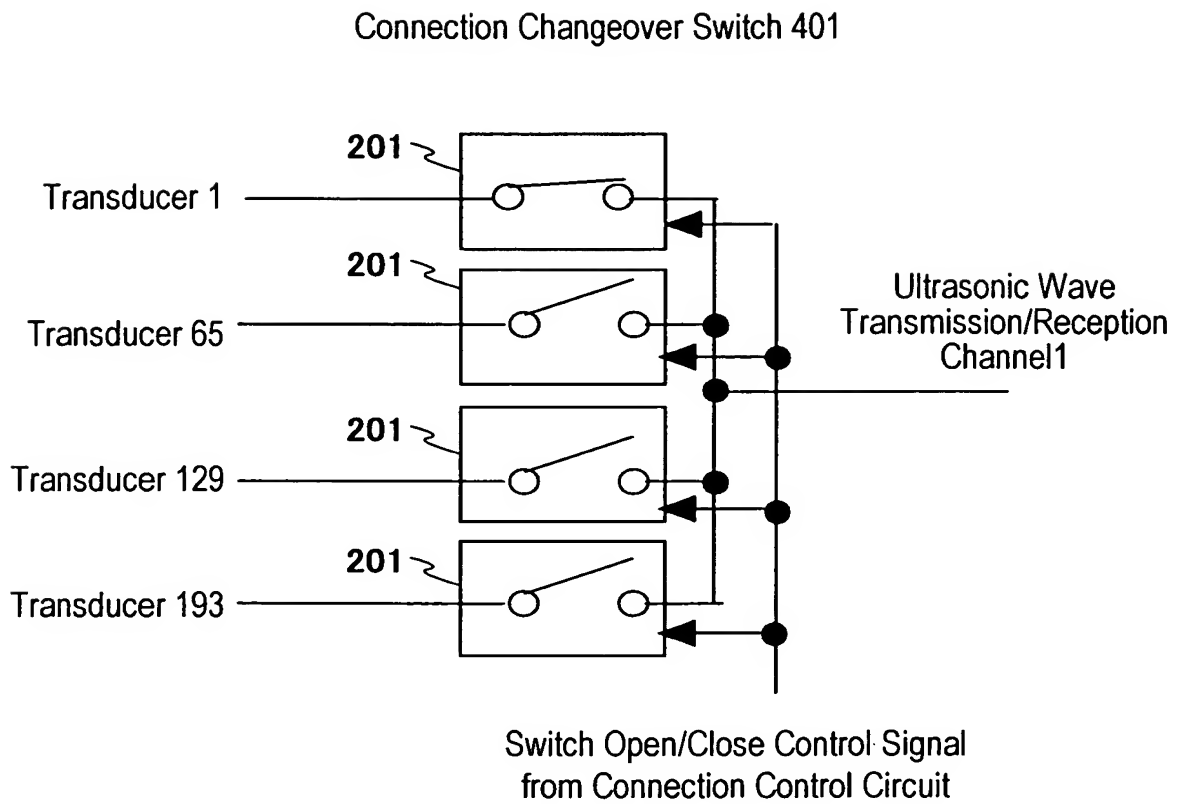 Connection Changeover Switch 401
201
Transducer 1
201
Transducer 65
Ultrasonic Wave
Transmission/Reception
Channel1
201
Transducer 129
201
Transducer 193
Switch Open/Close Control Signal
from Connection Control Circuit